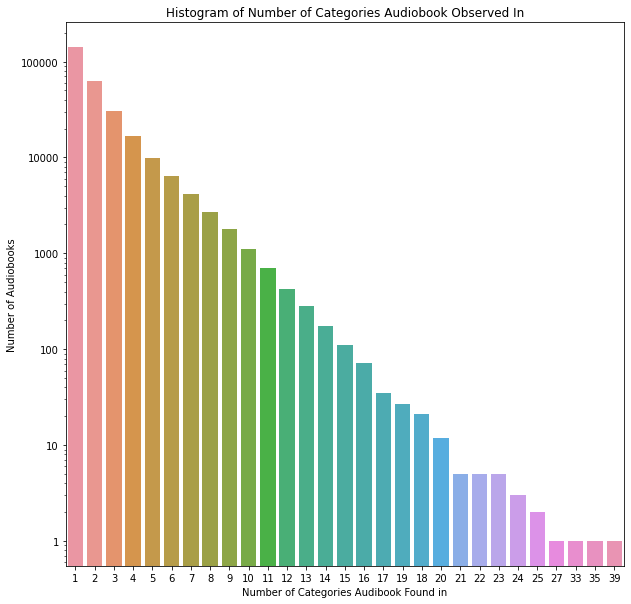 Histogram of Number of Categories Audiobook Observed In
100000
10000
1000
100
10
1
Number of Audiobooks
1 2 3 4 5 6 7 8 9 10 11 12 13 14 15 16 17 19 18 20 21 22 23 24 25 27 33 35 39
Number of Categories Audibook Found in